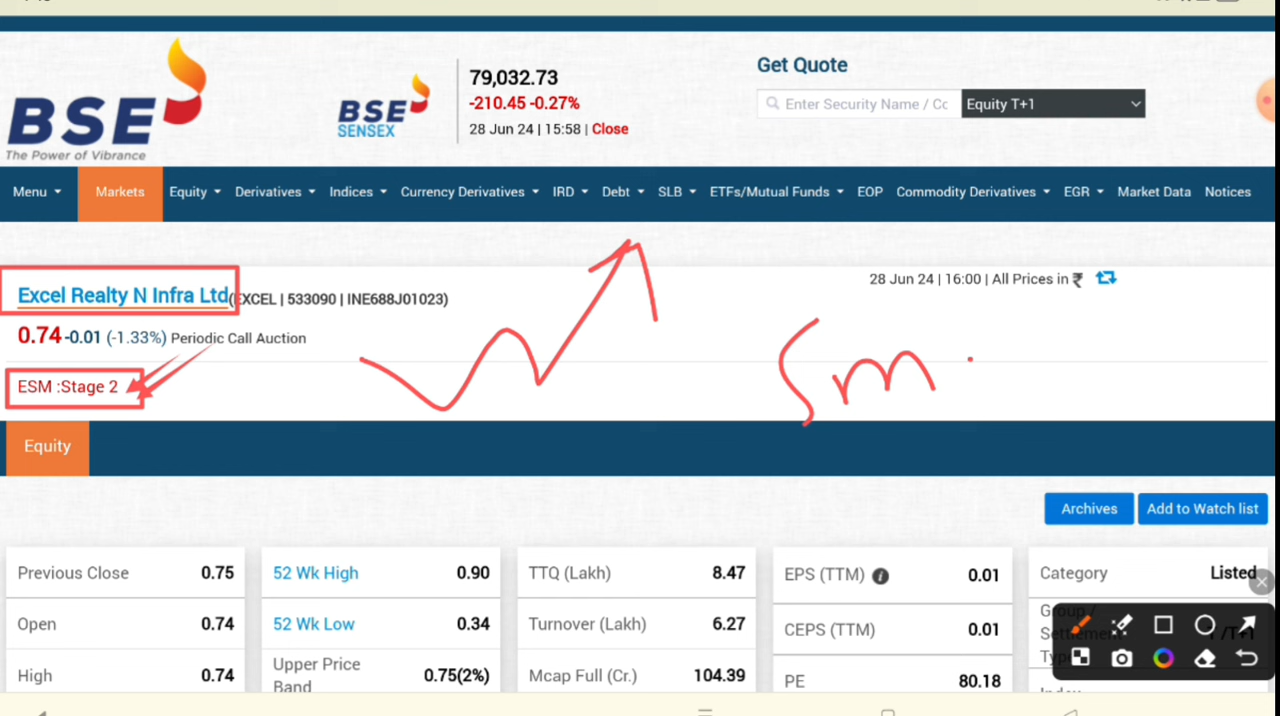 BSE
The Power of Vibrance
BSE
SENSEX
79,032.73
-210.45 -0.27%
28 Jun 24 | 15:58 | Close
Get Quote
Enter Security Name / Co
Equity T+1
Menu Markets Equity Derivatives Indices Currency Derivatives IRD Debt SLB ETFs/Mutual Funds EOP Commodity Derivatives EGR Market Data Notices
28 Jun 24 | 16:00 | All Prices in ₹
Excel Realty N Infra Ltd(EXCEL | 533090 | INE688J01023)
0.74 -0.01 (-1.33%) Periodic Call Auction
ESM :Stage 2
Sm
Equity
Archives Add to Watch list
Previous Close 0.75 52 Wk High 0.90 TTQ (Lakh) 8.47 EPS (TTM) 0.01 Category Listed
Open 0.74 52 Wk Low 0.34 Turnover (Lakh) 6.27 CEPS (TTM) 0.01 Group /
High 0.74 Upper Price Band 0.75(2%) Mcap Full (Cr.) 104.39 PE 80.18